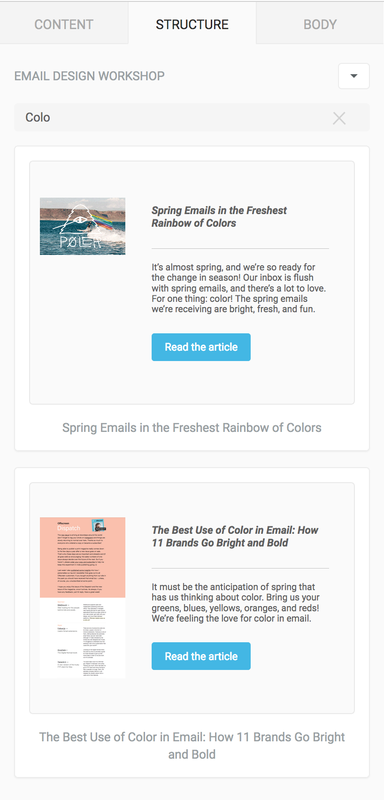 CONTENT STRUCTURE BODY
EMAIL DESIGN WORKSHOP
Colo
PØLER
Spring Emails in the Freshest
Rainbow of Colors
It's almost spring, and we're so ready for
the change in season! Our inbox is flush
with spring emails, and there's a lot to love.
For one thing: color! The spring emails
we're receiving are bright, fresh, and fun.
Read the article
Spring Emails in the Freshest Rainbow of Colors
Dispatch
The Best Use of Color in Email: How
11 Brands Go Bright and Bold
It must be the anticipation of spring that
has us thinking about color. Bring us your
greens, blues, yellows, oranges, and reds!
We're feeling the love for color in email.
Read the article
The Best Use of Color in Email: How 11 Brands Go Bright
and Bold